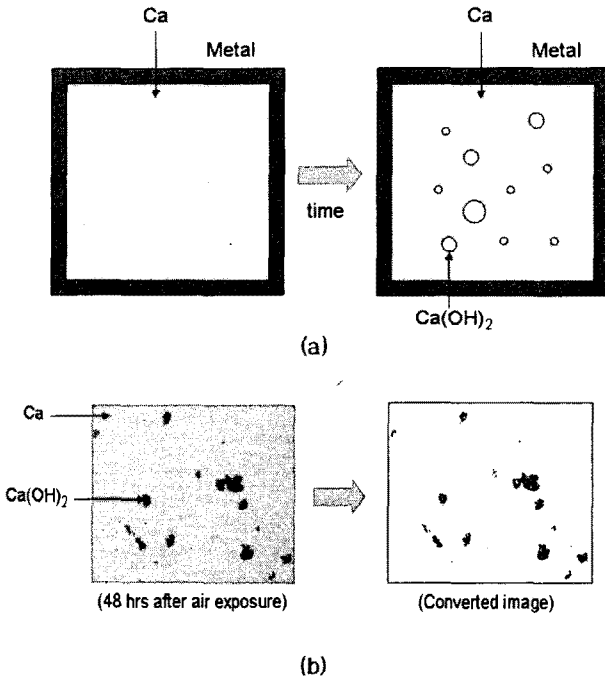 Ca
Metal
Ca
Metal
time
Ca(OH)₂
(a)
Ca
Ca(OH)₂
(48 hrs after air exposure)
(Converted image)
(b)